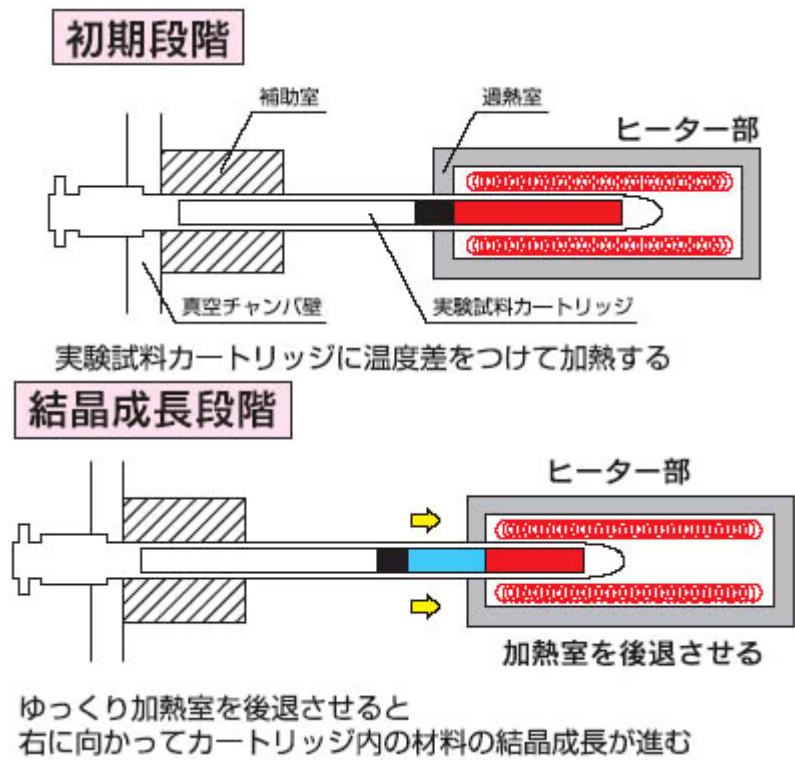 初期段階
補助室
過熱室
ヒーター部
真空チャンバ壁
実験試料カートリッジ
実験試料カートリッジに温度差をつけて加熱する
結晶成長段階
ヒーター部
加熱室を後退させる
ゆっくり加熱室を後退させると
右に向かってカートリッジ内の材料の結晶成長が進む